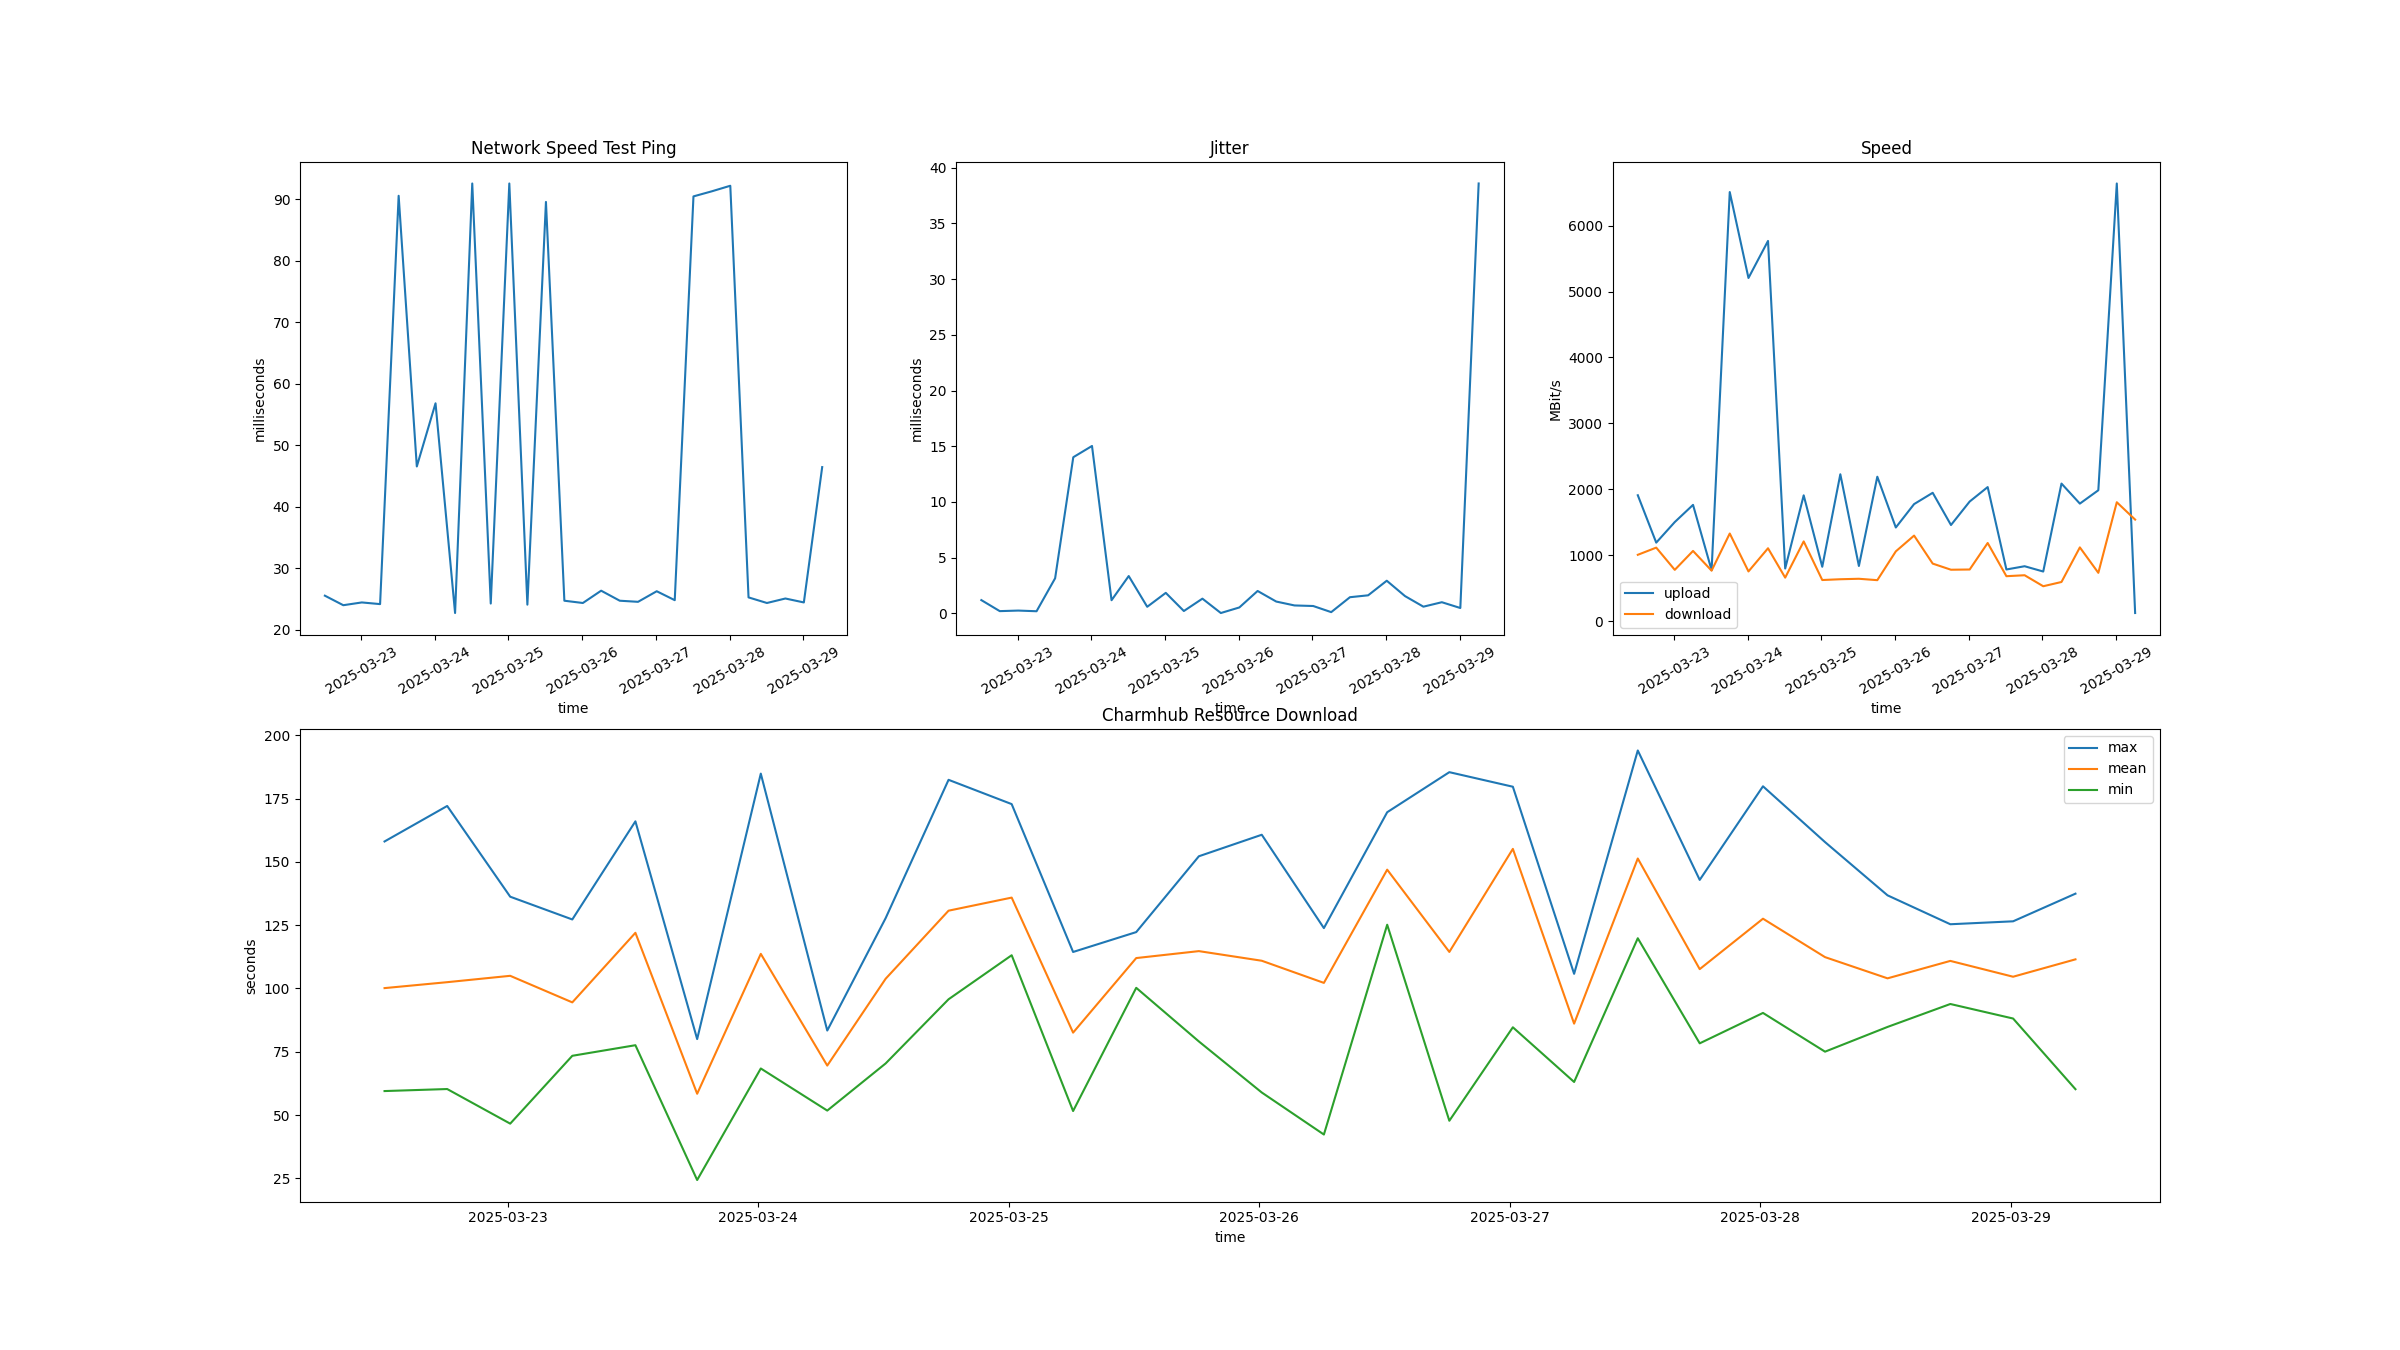 Network Speed Test Ping
milliseconds
90
80
70
60
50
40
30
20
2025-03-23 2025-03-24 2025-03-25 2025-03-26 2025-03-27 2025-03-28 2025-03-29
time
Jitter
milliseconds
40
35
30
25
20
15
10
5
0
2025-03-23 2025-03-24 2025-03-25 2025-03-26 2025-03-27 2025-03-28 2025-03-29
time
Speed
MBit/s
6000
5000
4000
3000
2000
1000
0
upload
download
2025-03-23 2025-03-24 2025-03-25 2025-03-26 2025-03-27 2025-03-28 2025-03-29
time
Charmhub Resource Download
seconds
200
175
150
125
100
75
50
25
max
mean
min
2025-03-23 2025-03-24 2025-03-25 2025-03-26 2025-03-27 2025-03-28 2025-03-29
time